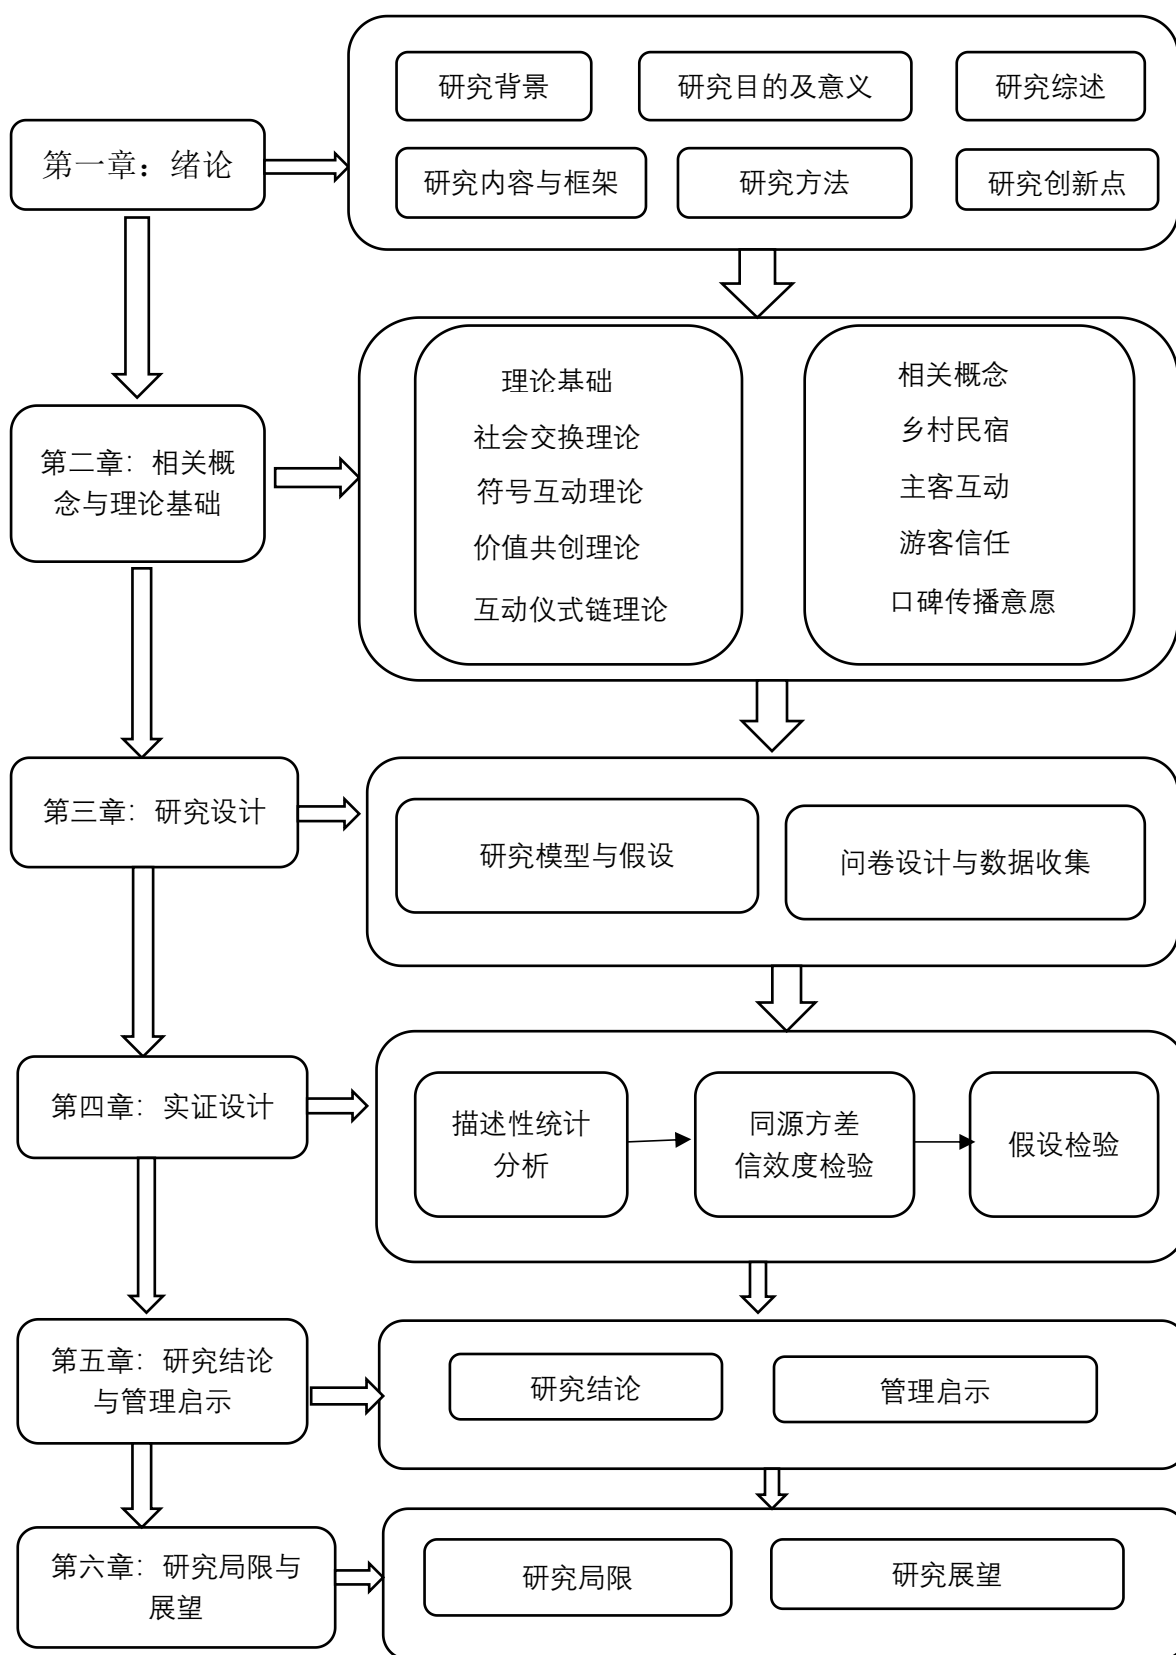 第一章：绪论
研究背景
研究目的及意义
研究综述
研究内容与框架
研究方法
研究创新点
第二章：相关概
念与理论基础
理论基础
社会交换理论
符号互动理论
价值共创理论
互动仪式链理论
相关概念
乡村民宿
主客互动
游客信任
口碑传播意愿
第三章：研究设计
研究模型与假设
问卷设计与数据收集
第四章：实证设计
描述性统计
分析
同源方差
信效度检验
假设检验
第五章：研究结论
与管理启示
研究结论
管理启示
第六章：研究局限与
展望
研究局限
研究展望